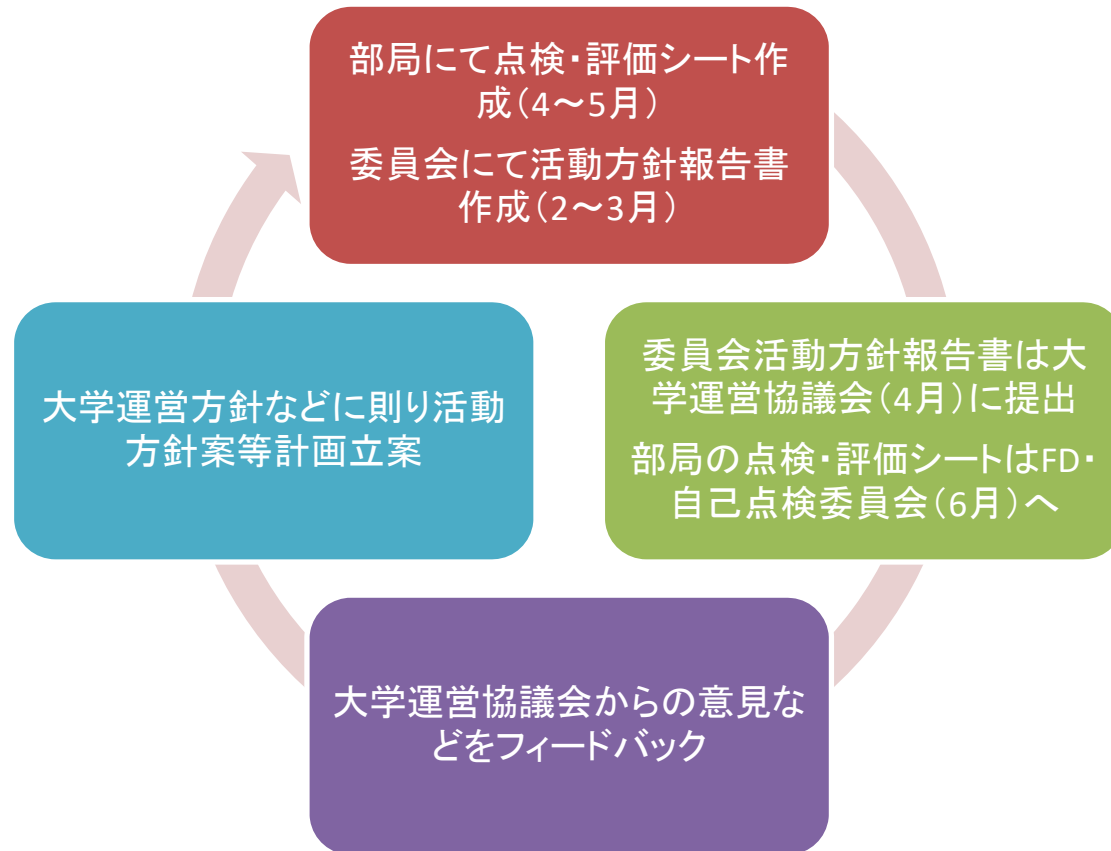 部局にて点検・評価シート作
成（4～5月）
委員会にて活動方針報告書
作成（2～3月）
委員会活動方針報告書は大
学運営協議会（4月）に提出
部局の点検・評価シートはFD・
自己点検委員会（6月）へ
大学運営協議会からの意見な
どをフィードバック
大学運営方針などに則り活動
方針案等計画立案